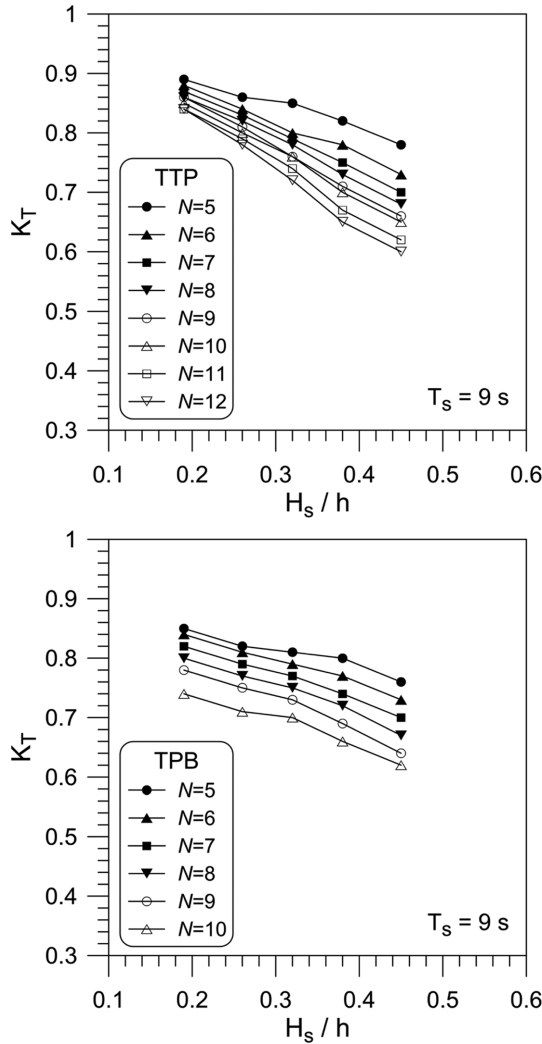 1
0.9
0.8
0.7
0.6
0.5
0.4
0.3
K_T
TTP
N=5
N=6
N=7
N=8
N=9
N=10
N=11
N=12
T_s = 9 s
0.1 0.2 0.3 0.4 0.5 0.6
H_s / h
1
0.9
0.8
0.7
0.6
0.5
0.4
0.3
K_T
TPB
N=5
N=6
N=7
N=8
N=9
N=10
T_s = 9 s
0.1 0.2 0.3 0.4 0.5 0.6
H_s / h